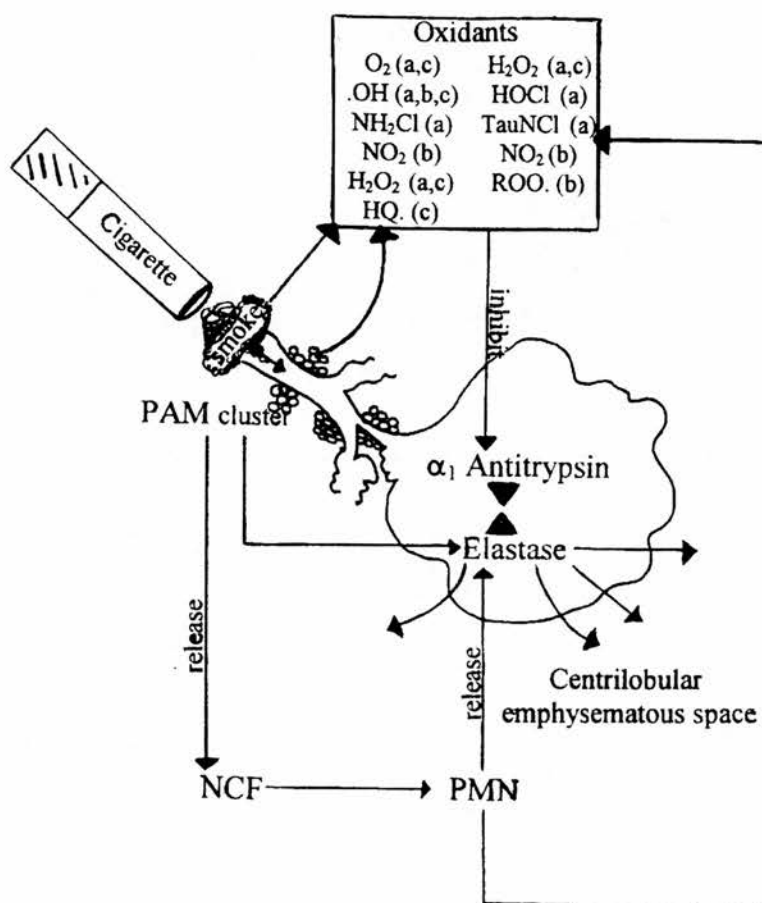 Oxidants
O₂ (a,c) H₂O₂ (a,c)
.OH (a,b,c) HOCl (a)
NH₂Cl (a) TauNCl (a)
NO₂ (b) NO₂ (b)
H₂O₂ (a,c) ROO. (b)
HQ. (c)
Cigarette
smoke
inhibit
PAM cluster
α₁ Antitrypsin
Elastase
release
release
Centrilobular
emphysematous space
NCF
PMN